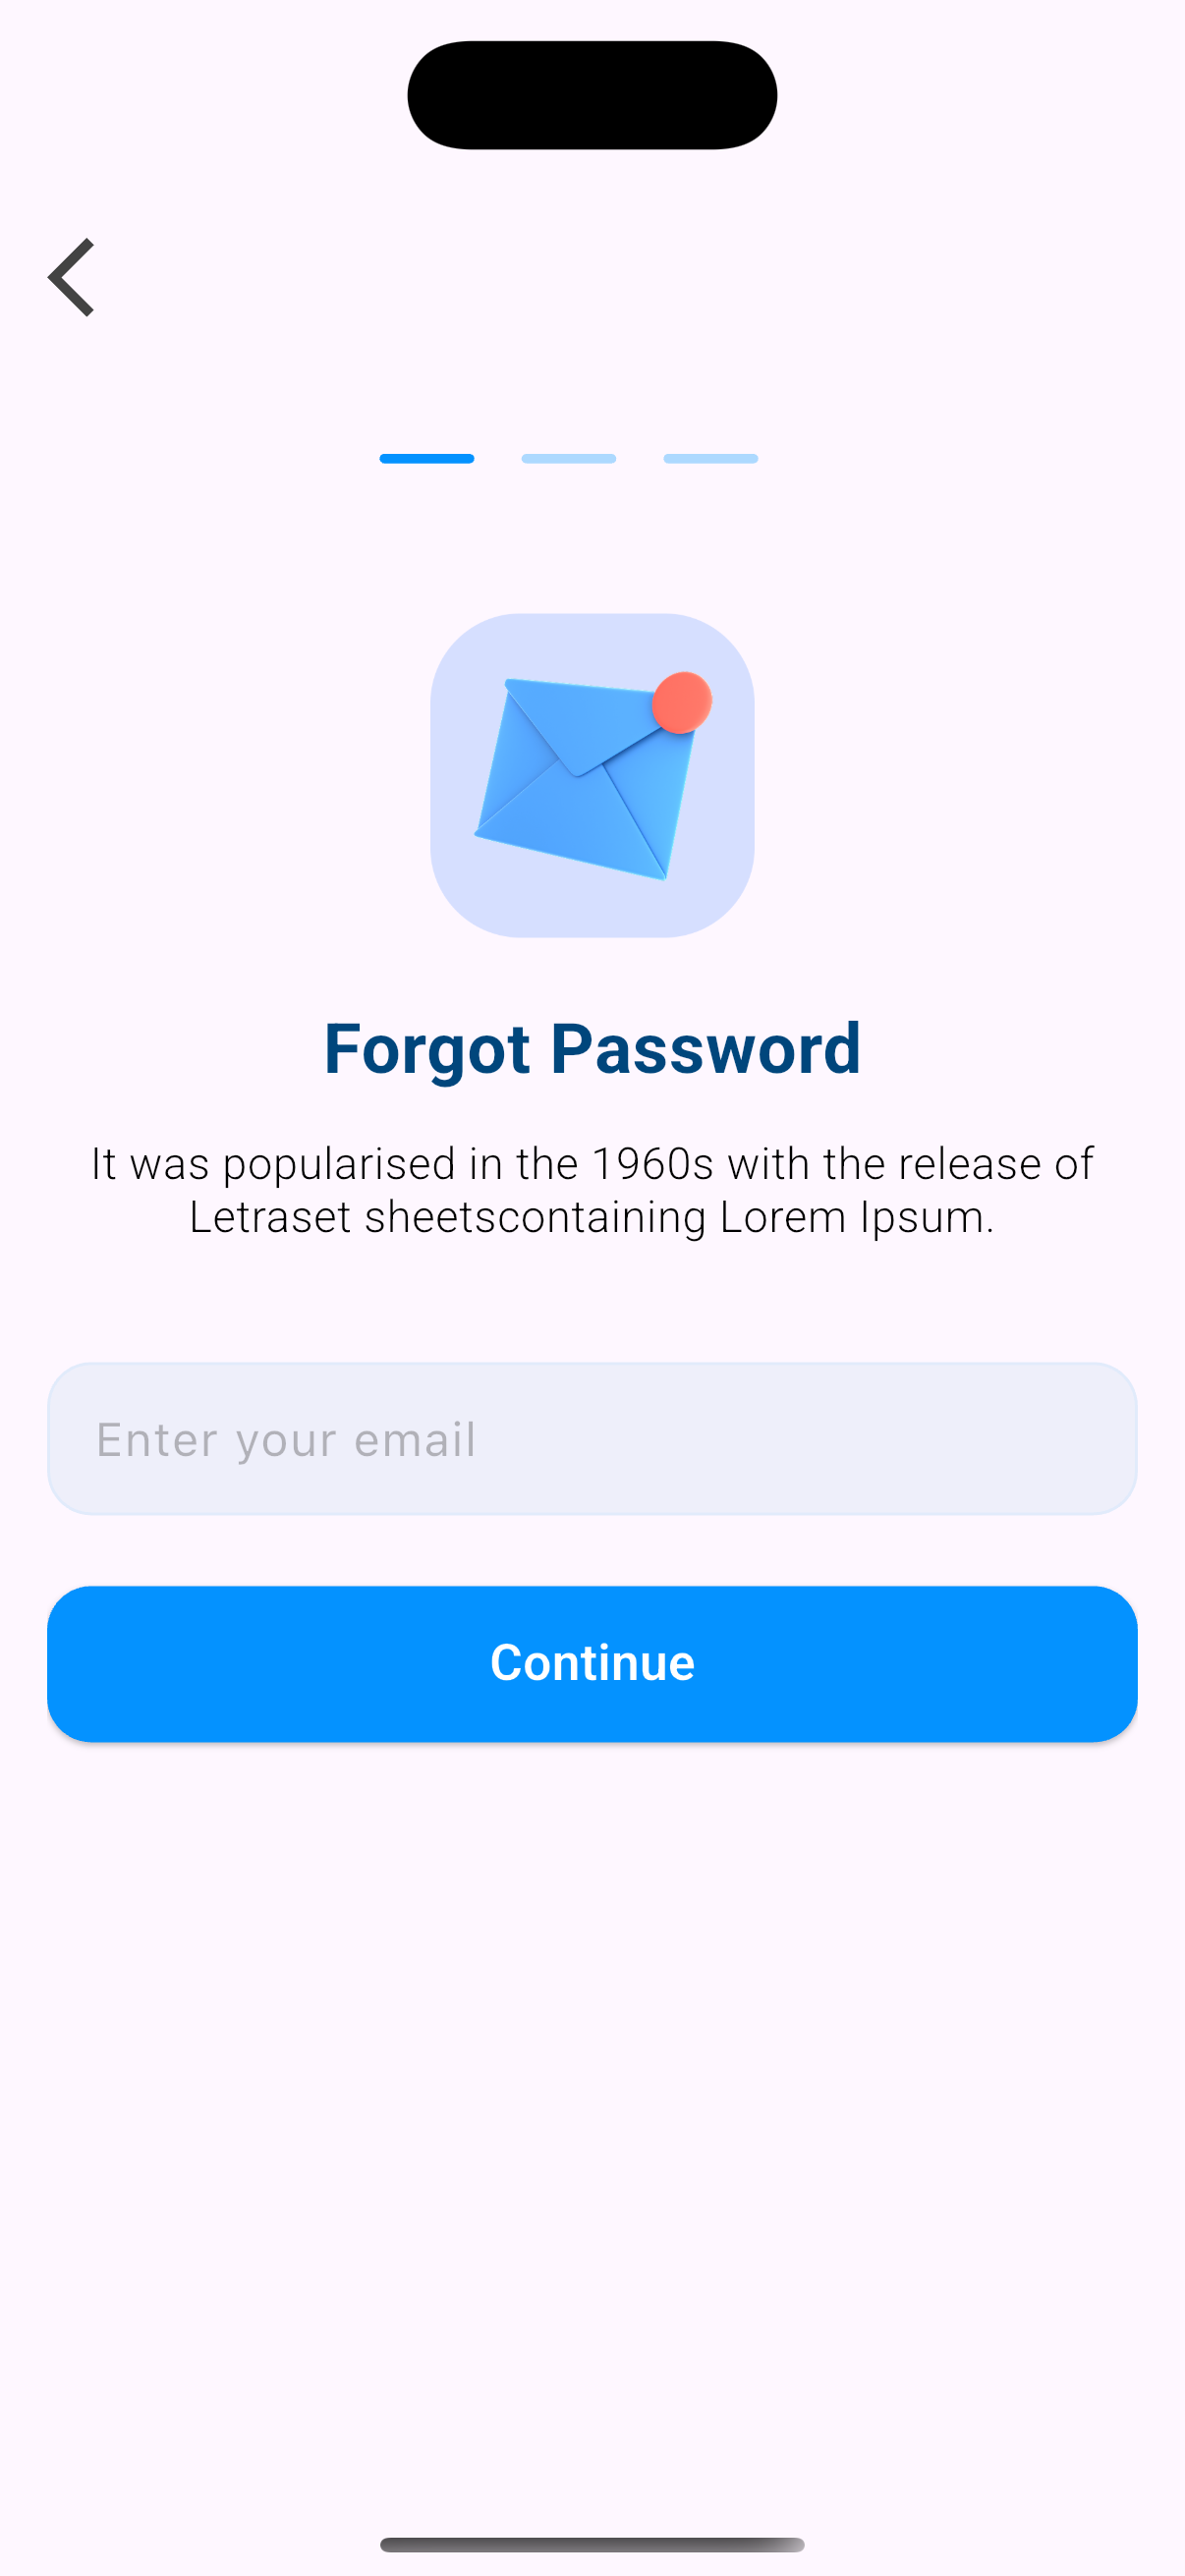 Forgot Password
It was popularised in the 1960s with the release of
Letraset sheetscontaining Lorem Ipsum.
Enter your email
Continue